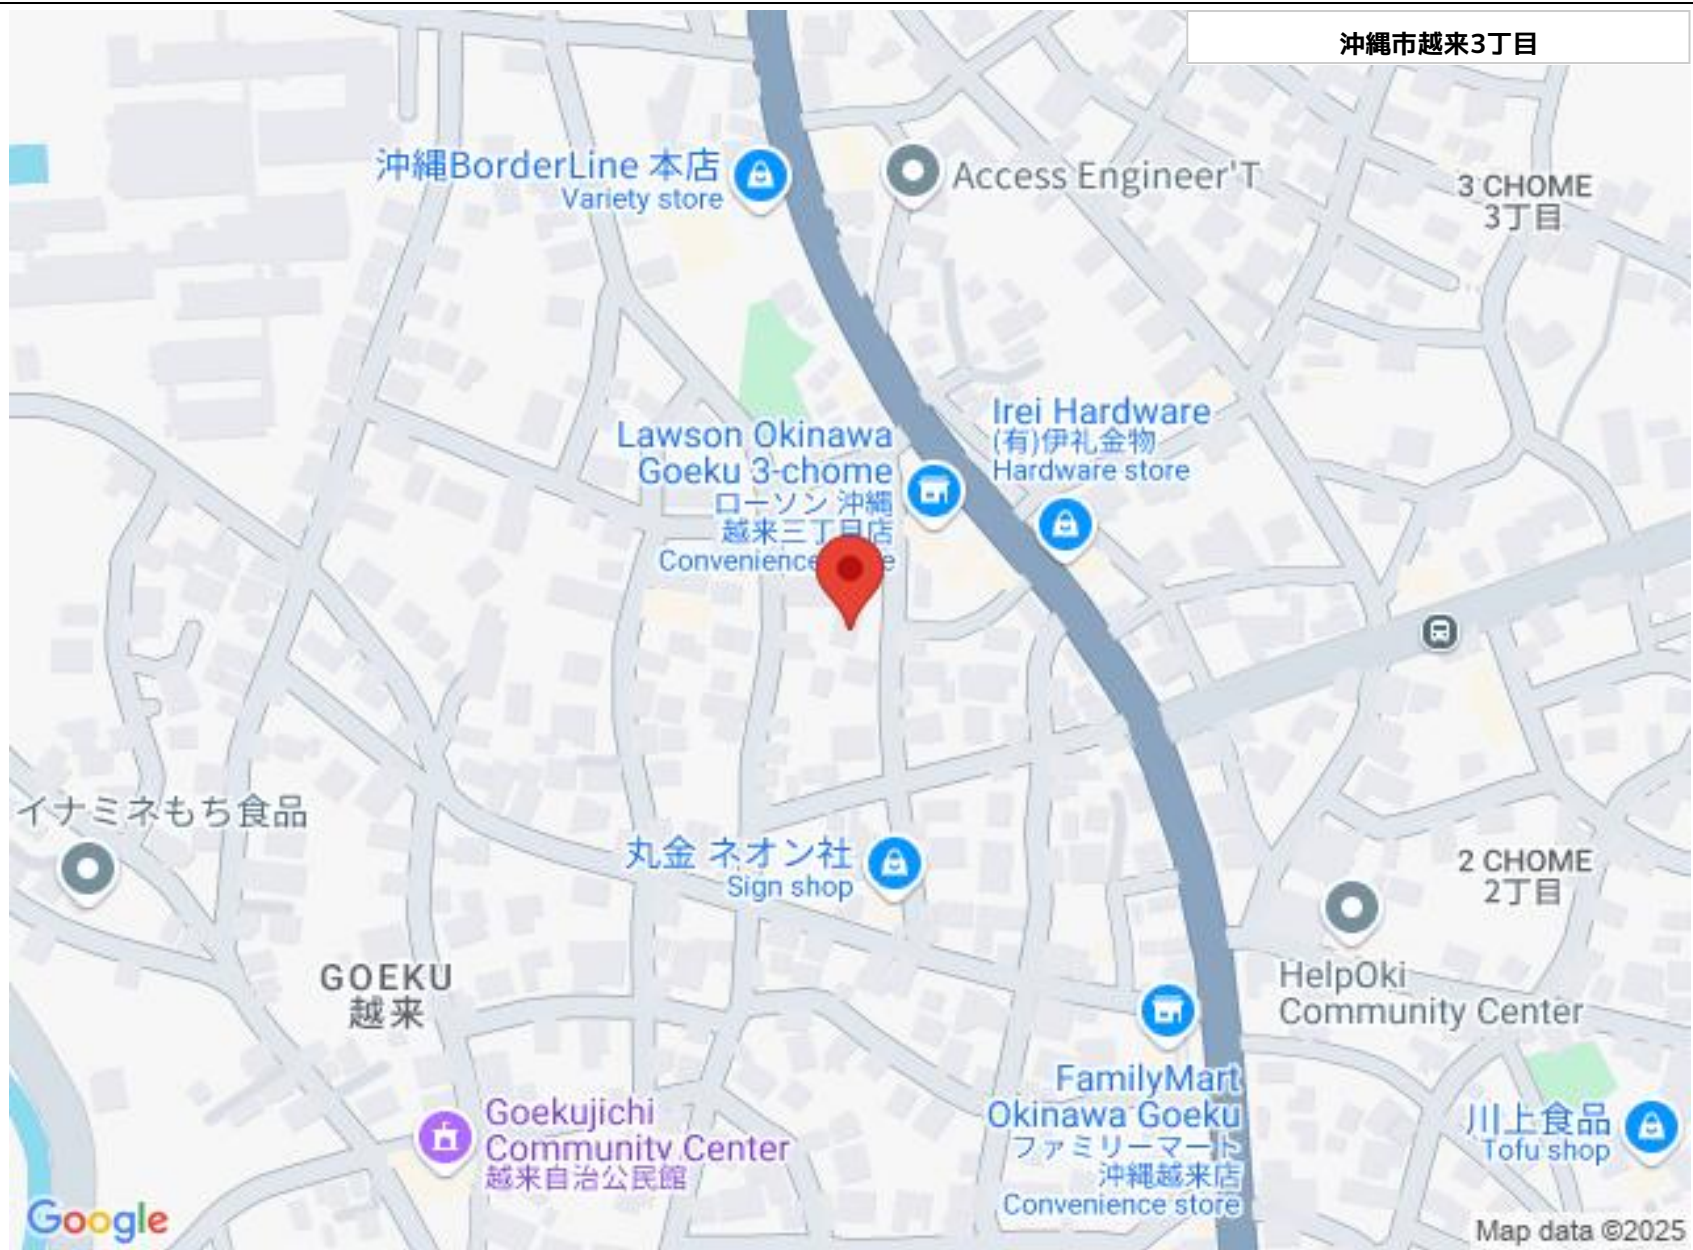 沖縄市越来3丁目
沖縄BorderLine 本店
Variety store
Access Engineer'T
3 CHOME
3丁目
Lawson Okinawa
Goeku 3-chome
ローソン 沖縄
越来三丁目店
Convenience
Irei Hardware
(有)伊礼金物
Hardware store
イナミネもち食品
丸金 ネオン社
Sign shop
2 CHOME
2丁目
GOEKU
越来
HelpOki
Community Center
FamilyMart
Okinawa Goeku
ファミリーマート
沖縄越来店
Convenience store
Goekujichi
Community Center
越来自治公民館
川上食品
Tofu shop
Google
Map data ©2025